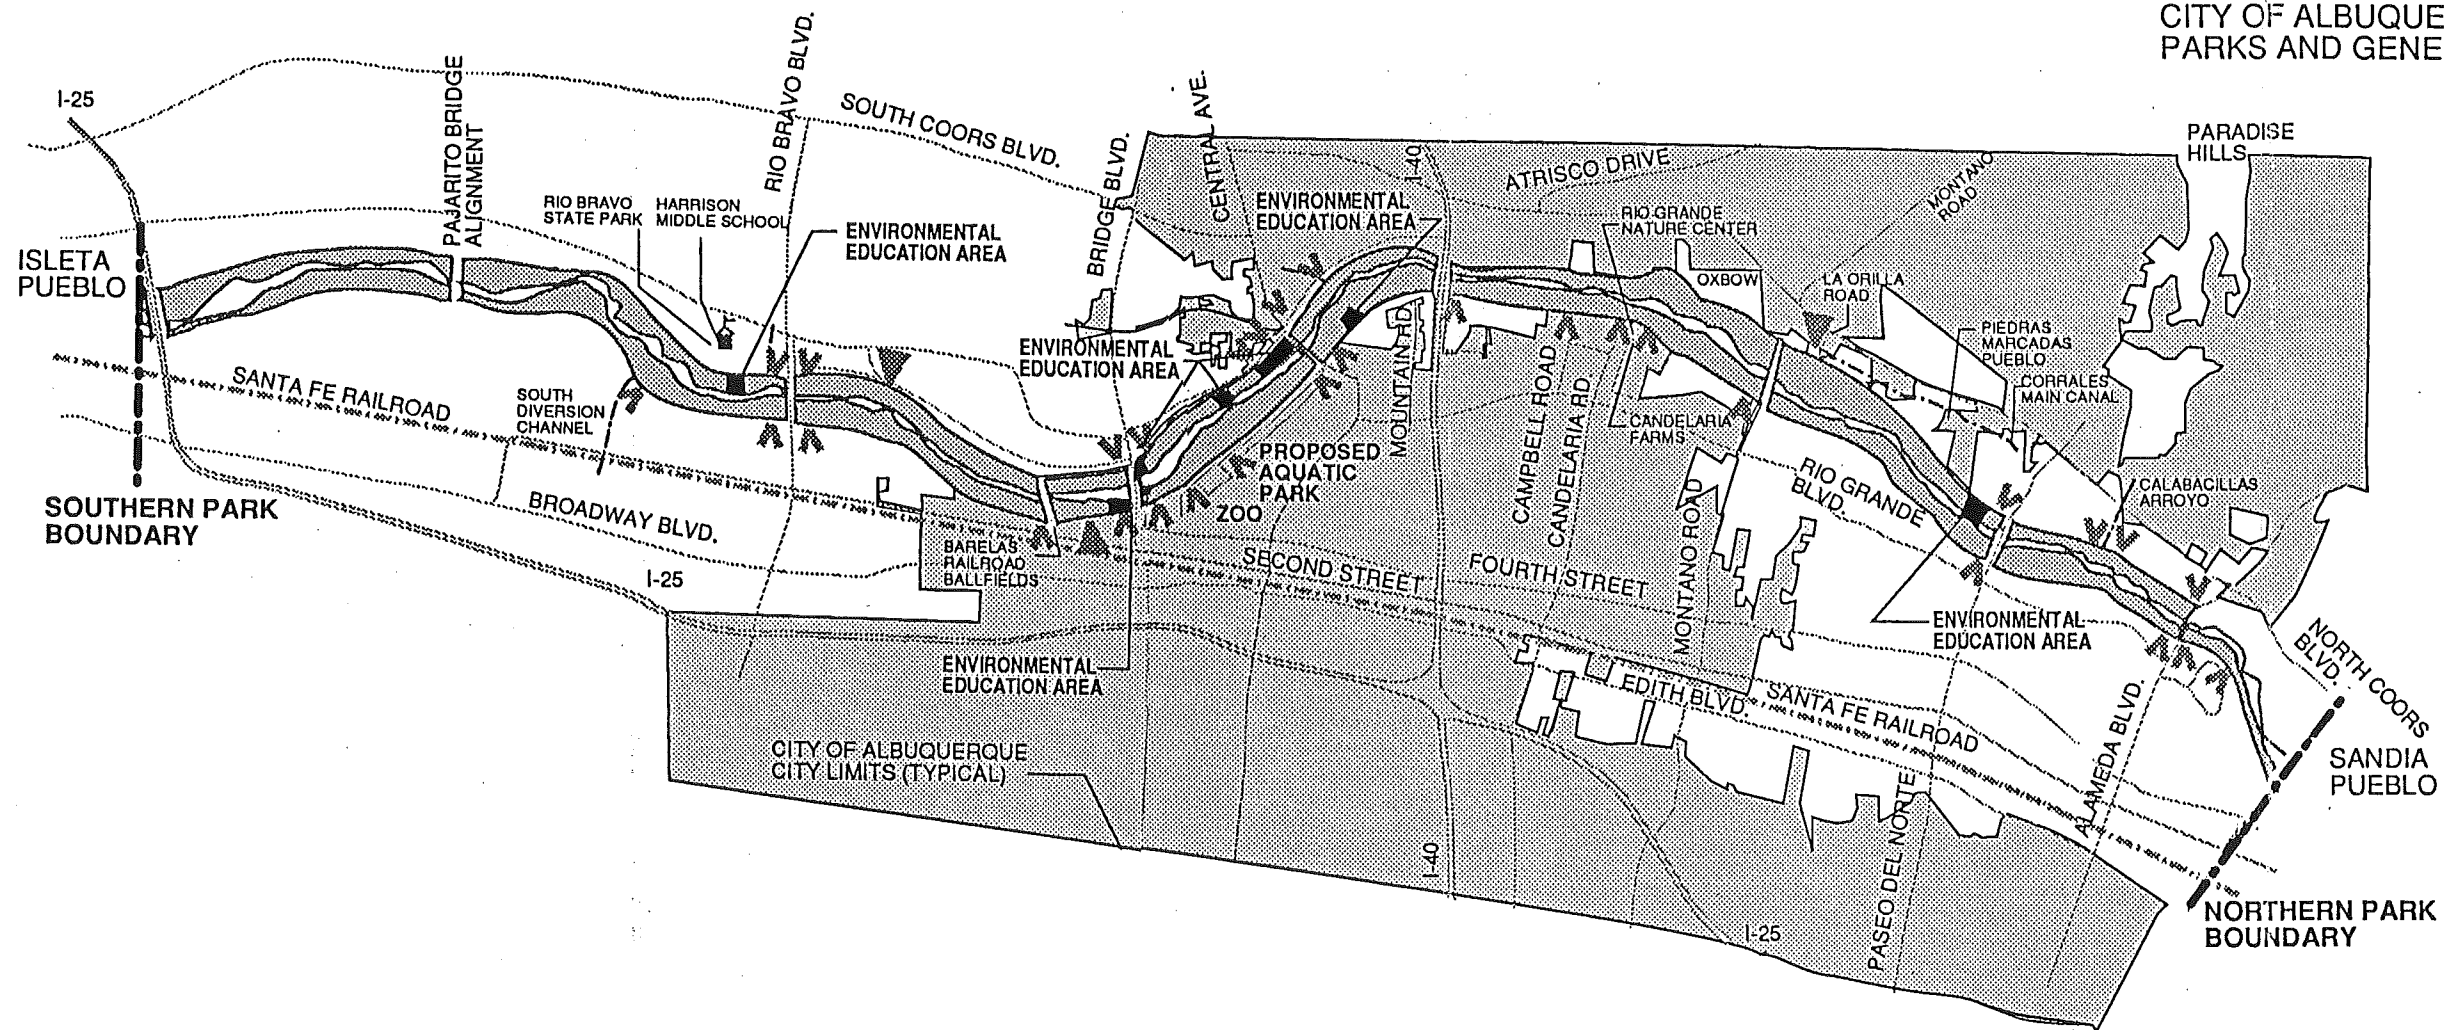 CITY OF ALBUQUE
PARKS AND GENE
I-25
PAJARITO BRIDGE
ALIGNMENT
RIO BRAVO BLVD.
SOUTH COORS BLVD.
BRIDGE BLVD.
CENTRAL AVE.
I-40
ATRISCO DRIVE
MONTANO
ROAD
PARADISE
HILLS
RIO BRAVO
STATE PARK
HARRISON
MIDDLE SCHOOL
ENVIRONMENTAL
EDUCATION AREA
ENVIRONMENTAL
EDUCATION AREA
RIO GRANDE
NATURE CENTER
OXBOW
LA ORILLA
ROAD
ISLETA
PUEBLO
PIEDRAS
MARCADAS
PUEBLO
CORRALES
MAIN CANAL
ENVIRONMENTAL
EDUCATION AREA
MOUNTAIN RD.
CAMPBELL ROAD
CANDELARIA RD.
CANDELARIA
FARMS
SANTA FE RAILROAD
SOUTH
DIVERSION
CHANNEL
PROPOSED
AQUATIC
PARK
ZOO
RIO GRANDE
BLVD.
CALABACILLAS
ARROYO
SOUTHERN PARK
BOUNDARY
BROADWAY BLVD.
BARELAS
RAILROAD
BALLFIELDS
SECOND STREET
FOURTH STREET
MONTANO ROAD
I-25
ENVIRONMENTAL
EDUCATION AREA
ENVIRONMENTAL
EDUCATION AREA
NORTH COORS
BLVD.
EDITH BLVD.
SANTA FE RAILROAD
ALAMEDA BLVD.
SANDIA
PUEBLO
CITY OF ALBUQUERQUE
CITY LIMITS (TYPICAL)
I-40
PASEO DEL NORTE
I-25
NORTHERN PARK
BOUNDARY